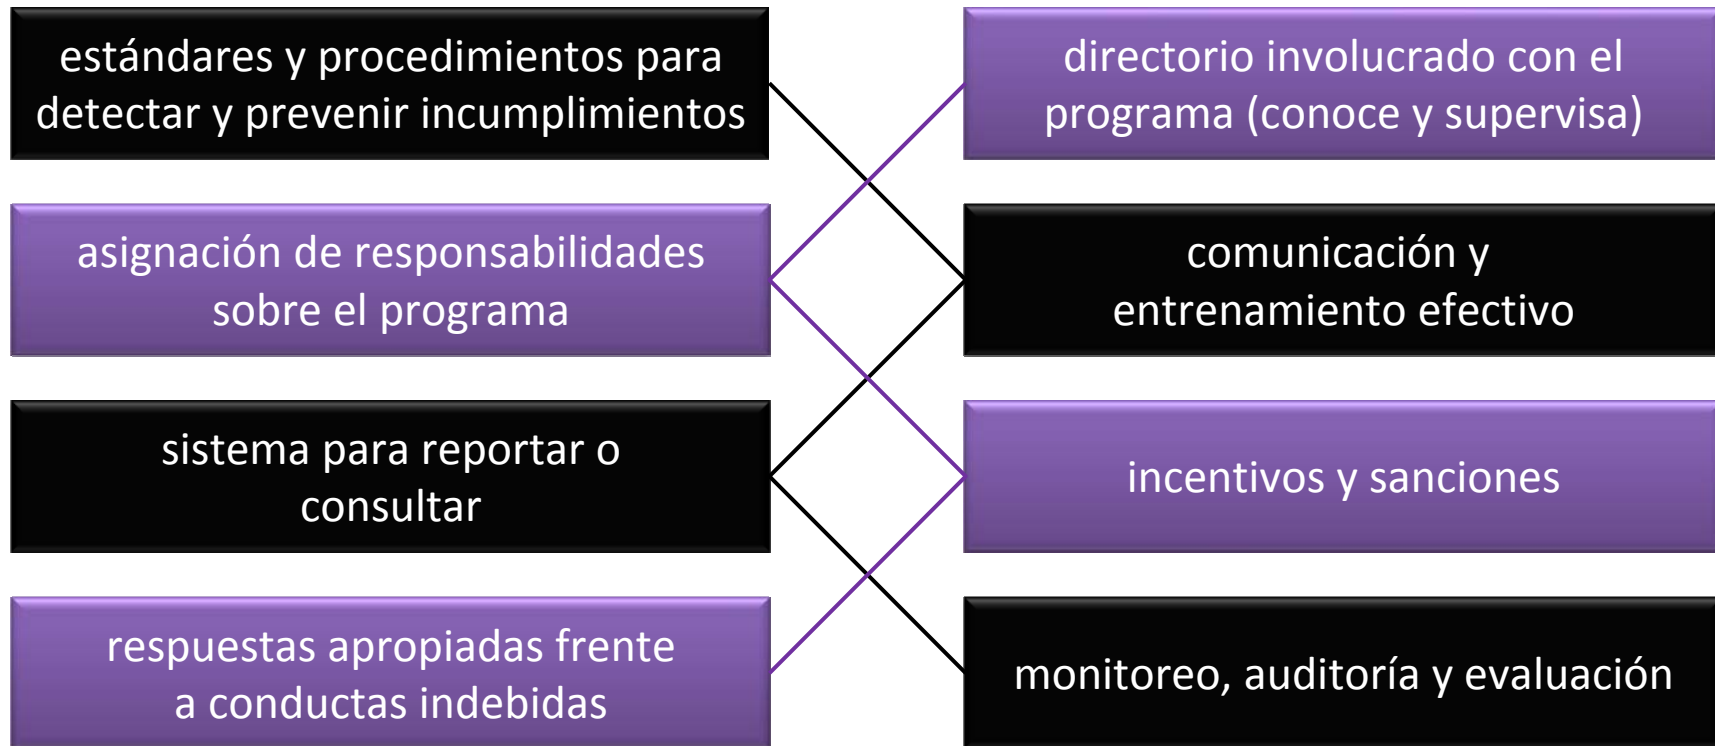 estándares y procedimientos para
detectar y prevenir incumplimientos
directorio involucrado con el
programa (conoce y supervisa)
asignación de responsabilidades
sobre el programa
comunicación y
entrenamiento efectivo
sistema para reportar o
consultar
incentivos y sanciones
respuestas apropiadas frente
a conductas indebidas
monitoreo, auditoría y evaluación